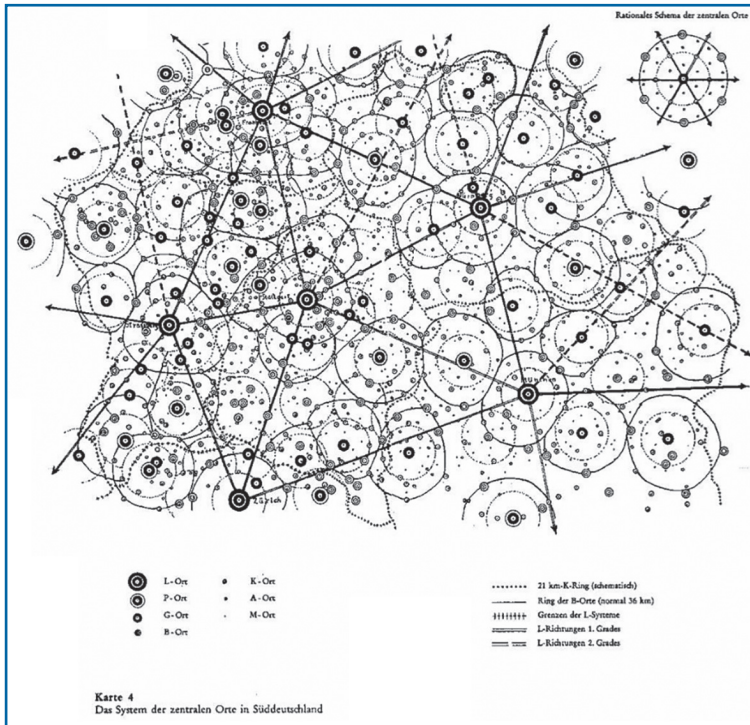 Rationales Schema der zentralen Orte
Zürich
L-Ort
P-Ort
G-Ort
B-Ort
K-Ort
A-Ort
M-Ort
21 km-K-Ring (schematisch)
Ring der B-Orte (normal 36 km)
Grenzen der L-Systeme
L-Richtungen 1. Grades
L-Richtungen 2. Grades
Karte 4
Das System der zentralen Orte in Süddeutschland